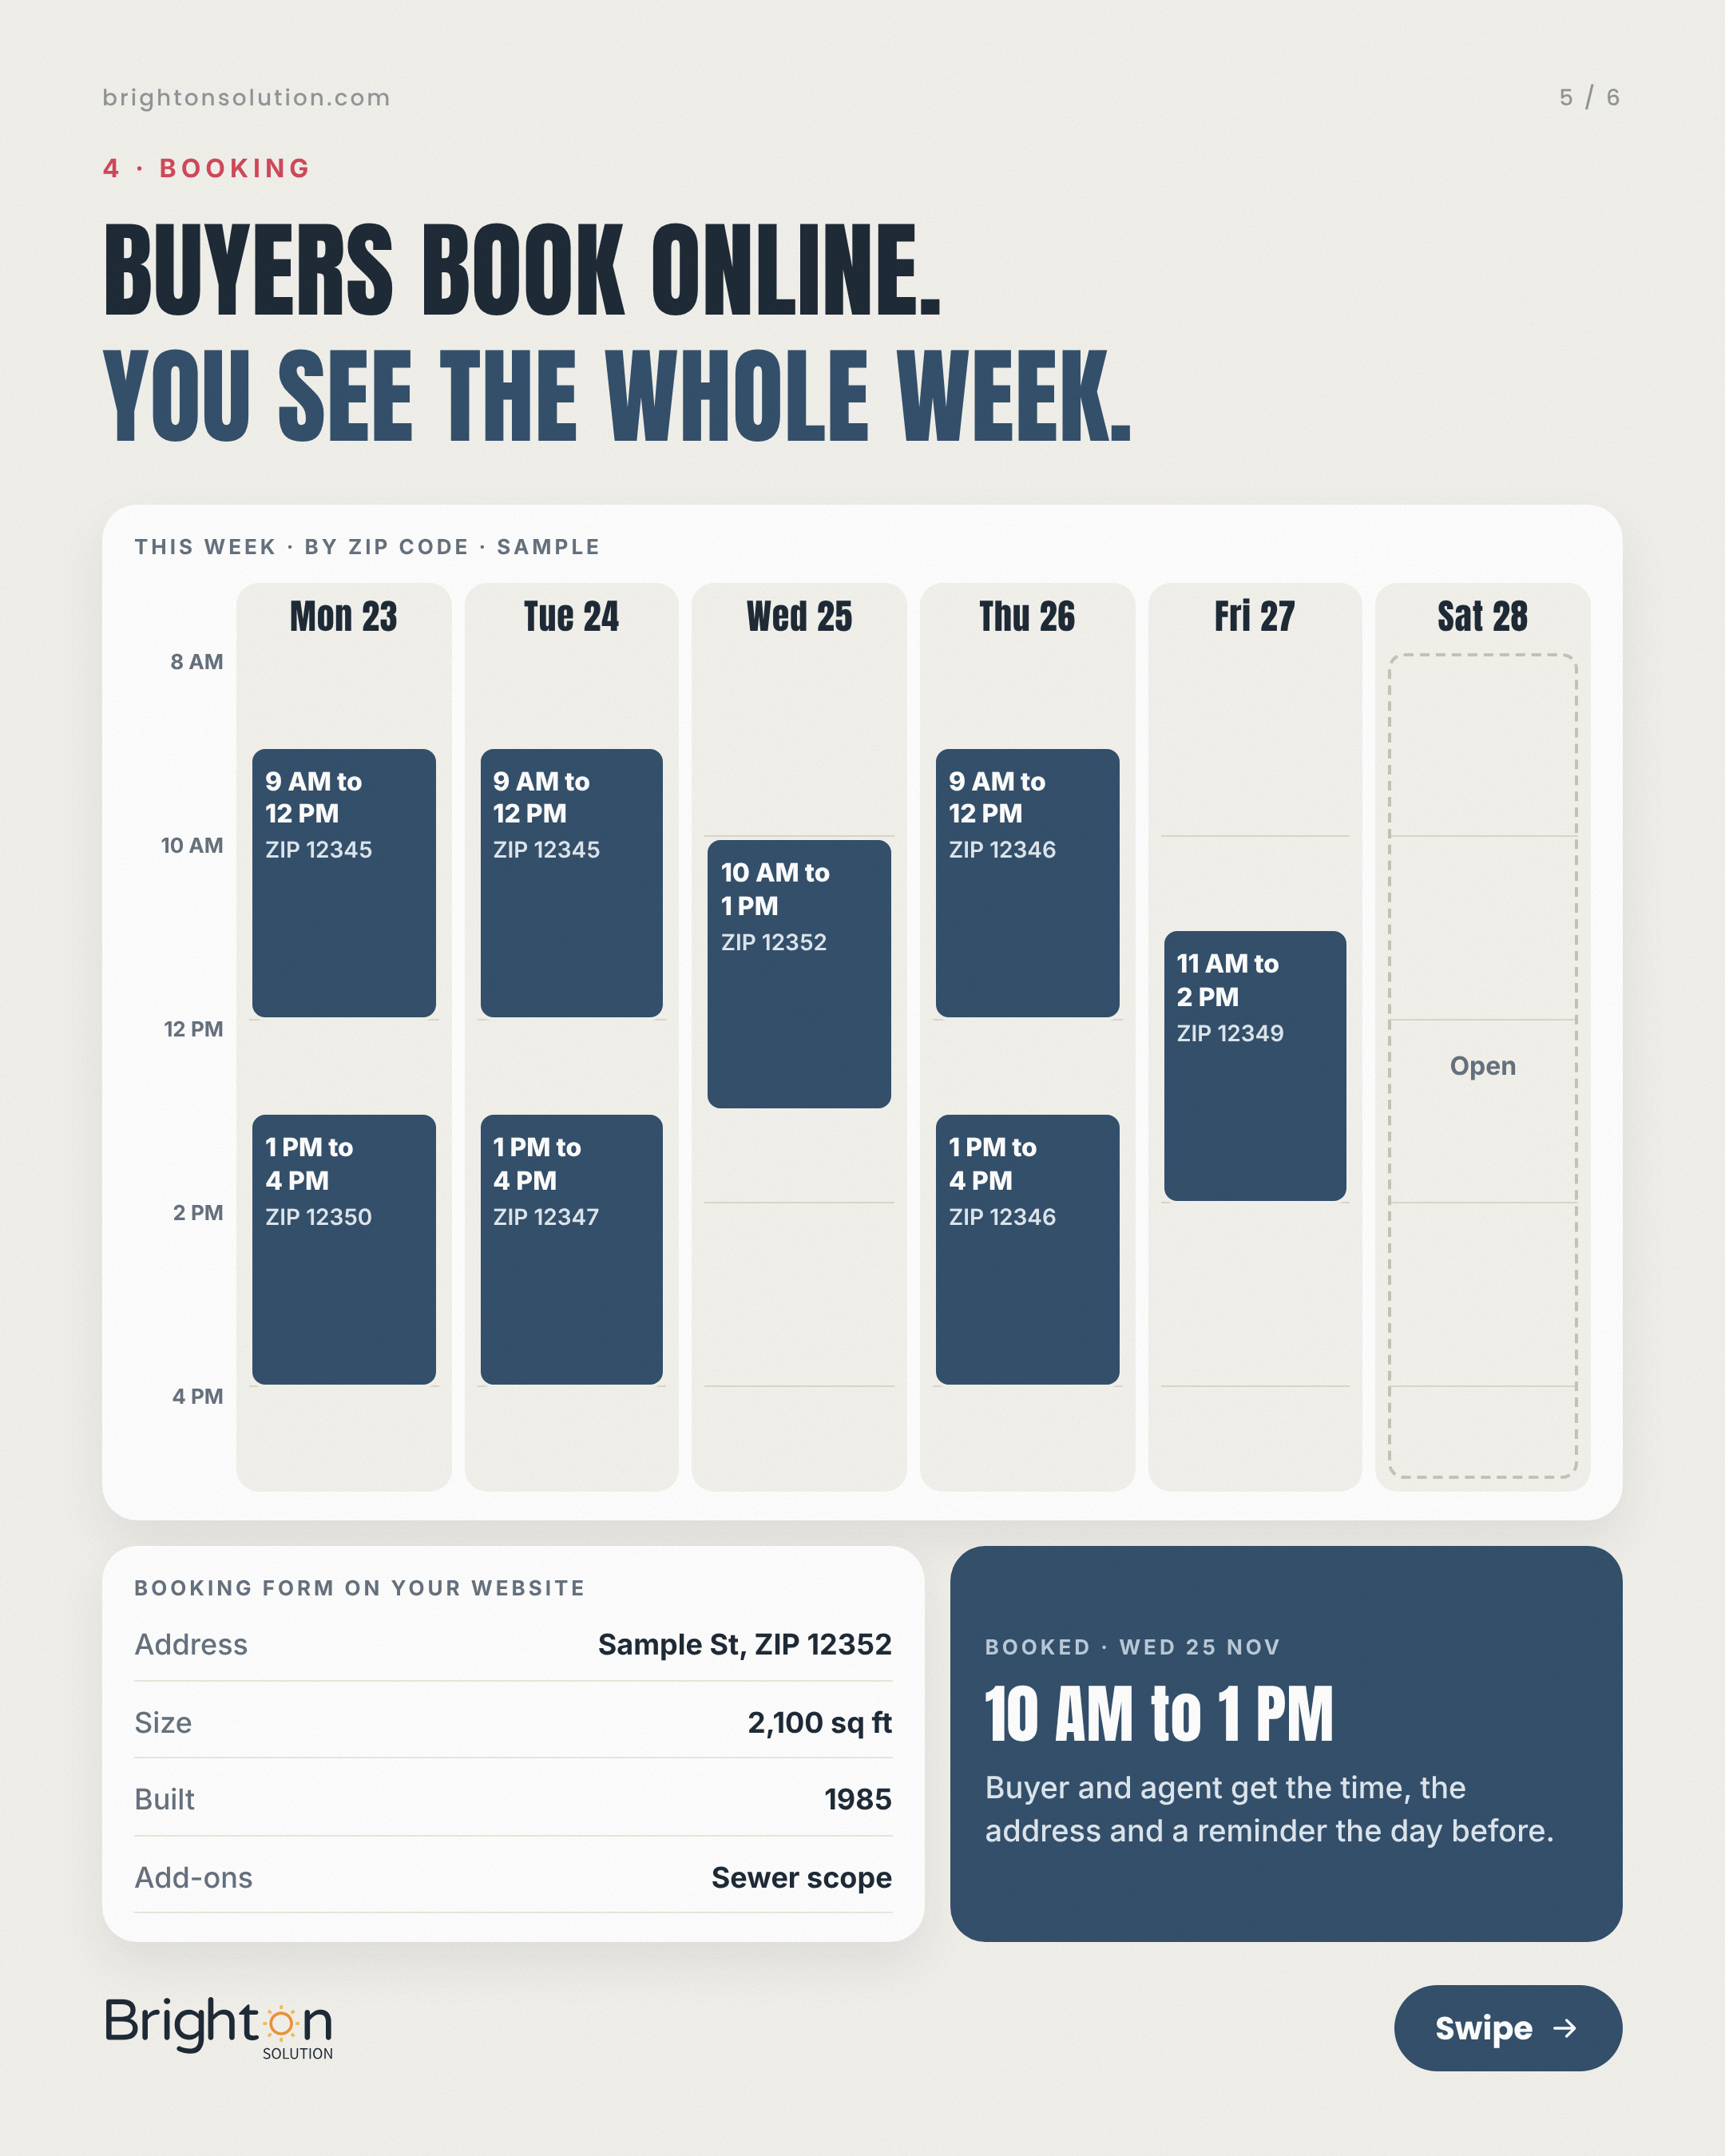 brightonsolution.com
5 / 6
4 · BOOKING
BUYERS BOOK ONLINE.
YOU SEE THE WHOLE WEEK.
THIS WEEK · BY ZIP CODE · SAMPLE
Mon 23
Tue 24
Wed 25
Thu 26
Fri 27
Sat 28
8 AM
10 AM
12 PM
2 PM
4 PM
9 AM to
12 PM
ZIP 12345
1 PM to
4 PM
ZIP 12350
9 AM to
12 PM
ZIP 12345
1 PM to
4 PM
ZIP 12347
10 AM to
1 PM
ZIP 12352
9 AM to
12 PM
ZIP 12346
1 PM to
4 PM
ZIP 12346
11 AM to
2 PM
ZIP 12349
Open
BOOKING FORM ON YOUR WEBSITE
Address Sample St, ZIP 12352
Size 2,100 sq ft
Built 1985
Add-ons Sewer scope
BOOKED · WED 25 NOV
10 AM to 1 PM
Buyer and agent get the time, the
address and a reminder the day before.
Brighton
SOLUTION
Swipe →